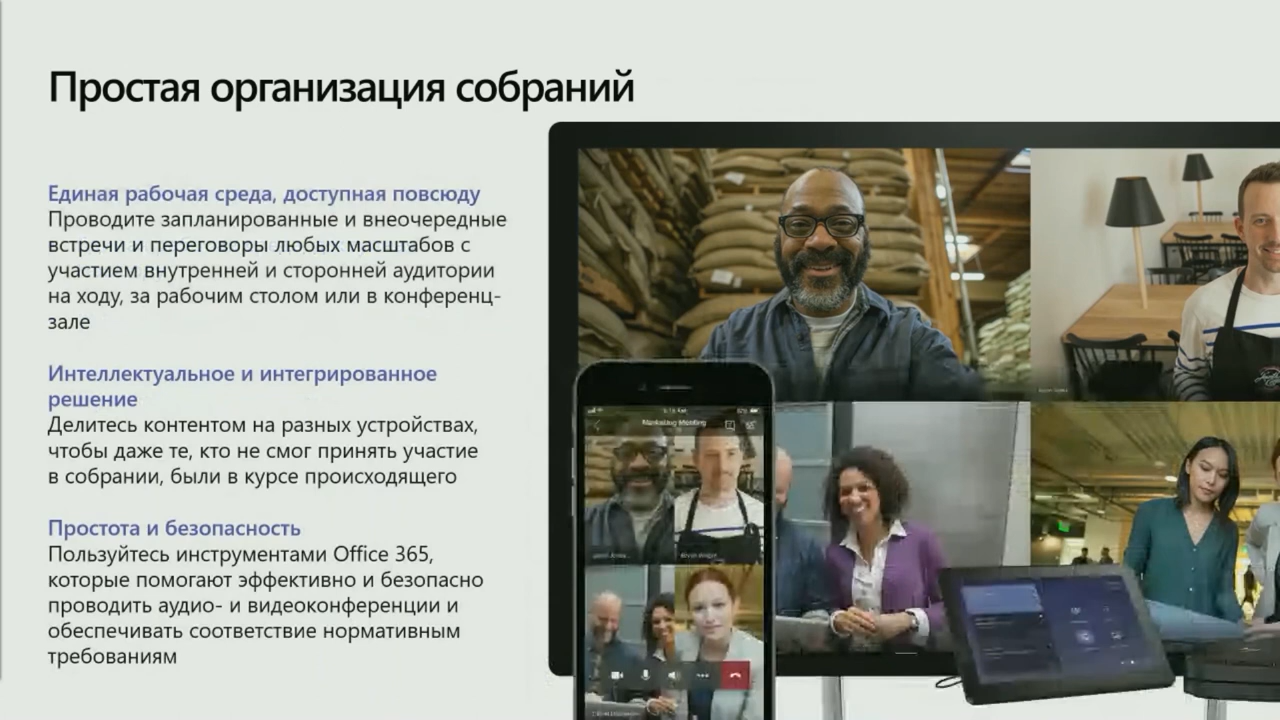 Простая организация собраний
Единая рабочая среда, доступная повсюду
Проводите запланированные и внеочередные
встречи и переговоры любых масштабов с
участием внутренней и сторонней аудитории
на ходу, за рабочим столом или в конференц-
зале
Интеллектуальное и интегрированное
решение
Делитесь контентом на разных устройствах,
чтобы даже те, кто не смог принять участие
в собрании, были в курсе происходящего
Простота и безопасность
Пользуйтесь инструментами Office 365,
которые помогают эффективно и безопасно
проводить аудио- и видеоконференции и
обеспечивать соответствие нормативным
требованиям
Marketing Meeting